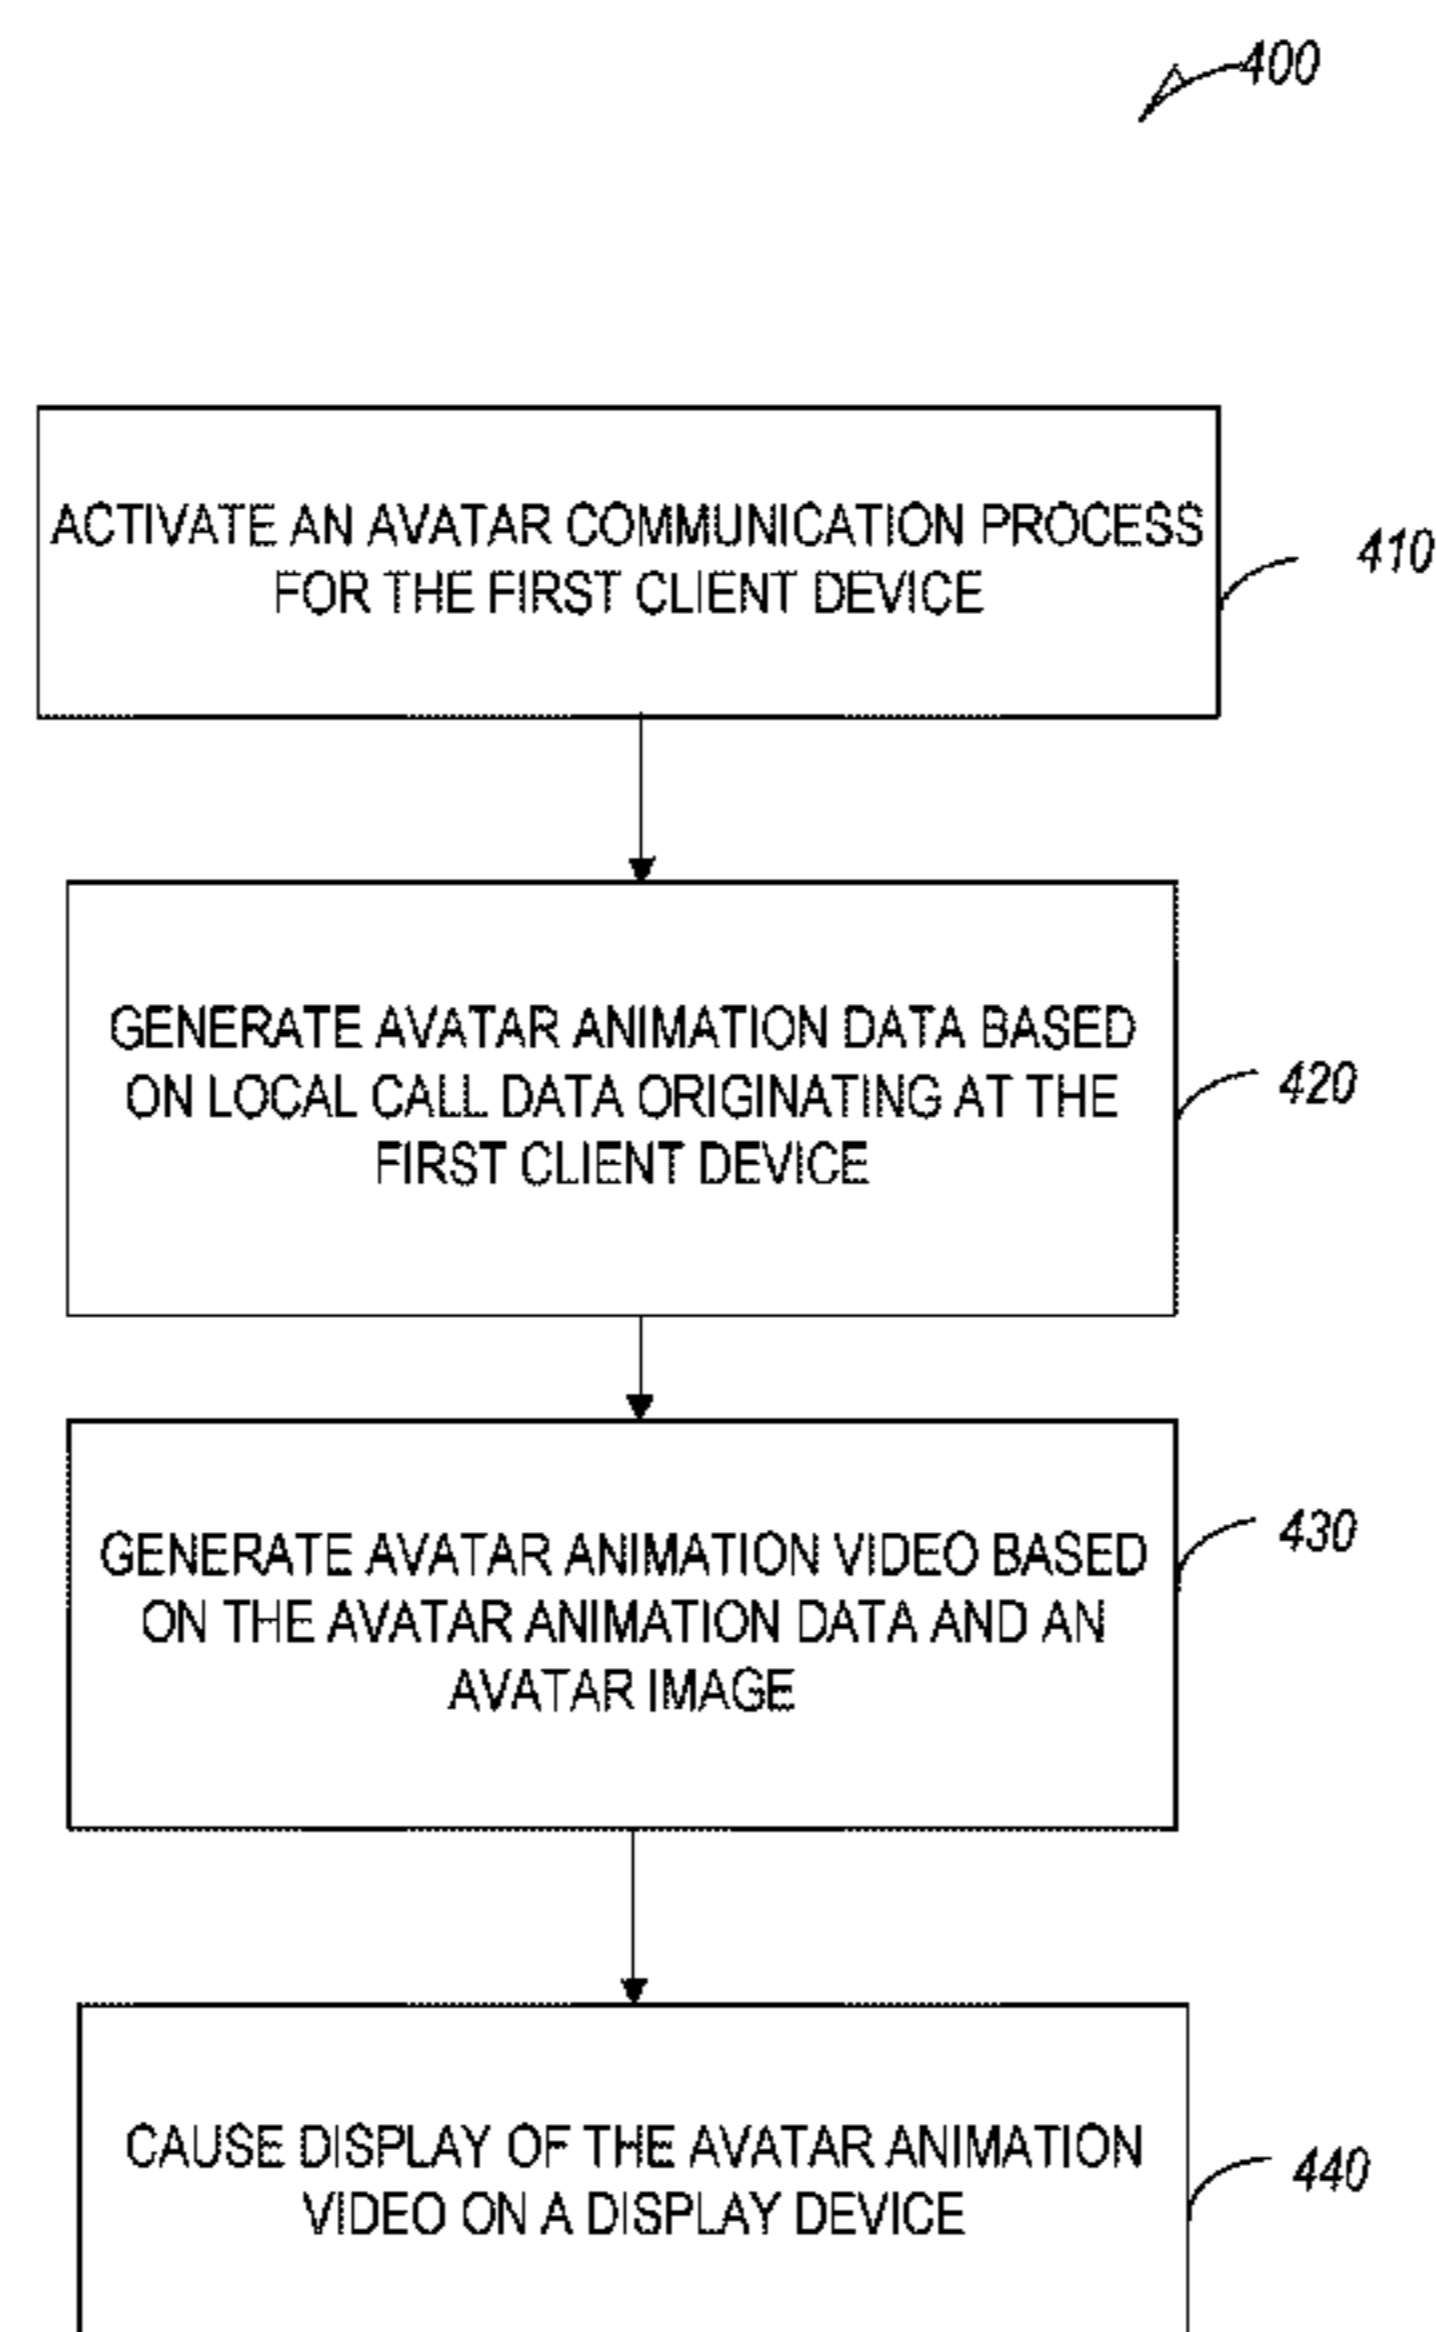 400
ACTIVATE AN AVATAR COMMUNICATION PROCESS
FOR THE FIRST CLIENT DEVICE
410
GENERATE AVATAR ANIMATION DATA BASED
ON LOCAL CALL DATA ORIGINATING AT THE
FIRST CLIENT DEVICE
420
GENERATE AVATAR ANIMATION VIDEO BASED
ON THE AVATAR ANIMATION DATA AND AN
AVATAR IMAGE
430
CAUSE DISPLAY OF THE AVATAR ANIMATION
VIDEO ON A DISPLAY DEVICE
440